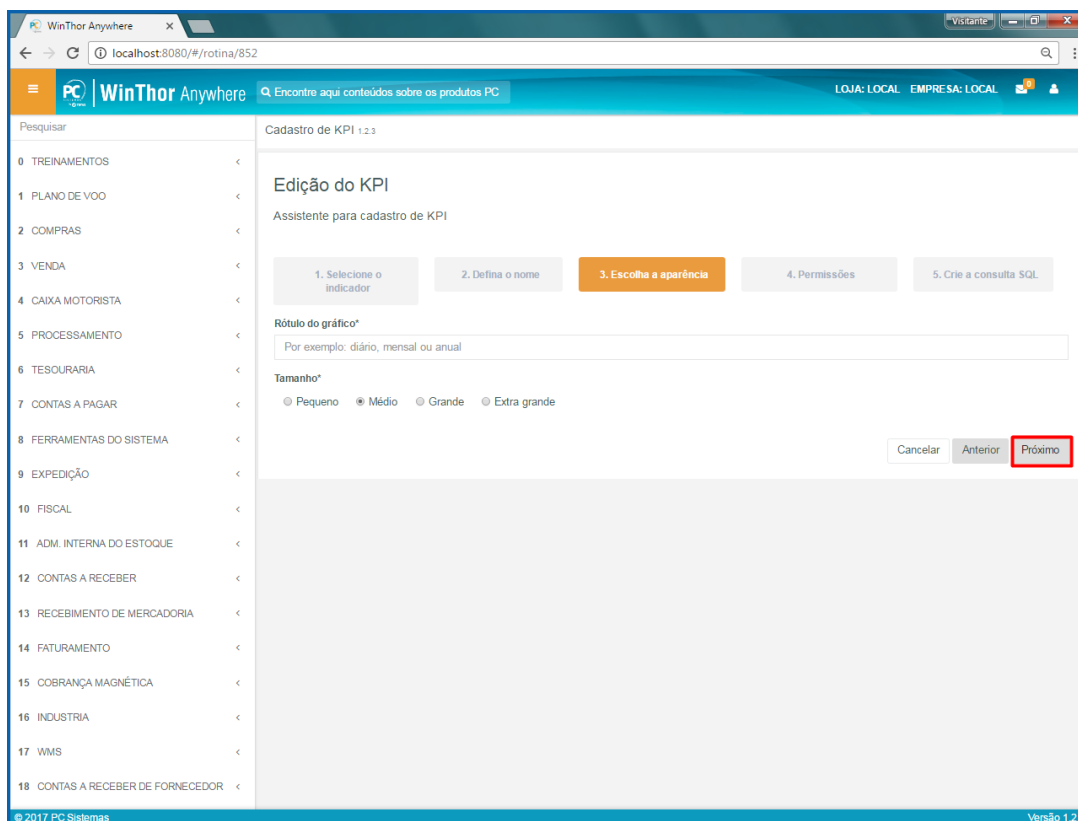 WinThor Anywhere
Visitante
localhost:8080/#/rotina/852
PC | WinThor Anywhere
Encontre aqui conteúdos sobre os produtos PC
LOJA: LOCAL EMPRESA: LOCAL
0
Pesquisar
Cadastro de KPI 1.2.3
0 TREINAMENTOS
1 PLANO DE VOO
2 COMPRAS
3 VENDA
4 CAIXA MOTORISTA
5 PROCESSAMENTO
6 TESOURARIA
7 CONTAS A PAGAR
8 FERRAMENTAS DO SISTEMA
9 EXPEDIÇÃO
10 FISCAL
11 ADM. INTERNA DO ESTOQUE
12 CONTAS A RECEBER
13 RECEBIMENTO DE MERCADORIA
14 FATURAMENTO
15 COBRANÇA MAGNÉTICA
16 INDUSTRIA
17 WMS
18 CONTAS A RECEBER DE FORNECEDOR
Edição do KPI
Assistente para cadastro de KPI
1. Selecione o
indicador
2. Defina o nome
3. Escolha a aparência
4. Permissões
5. Crie a consulta SQL
Rótulo do gráfico*
Por exemplo: diário, mensal ou anual
Tamanho*
Pequeno Médio Grande Extra grande
Cancelar Anterior Próximo
© 2017 PC Sistemas
Versão 1.2